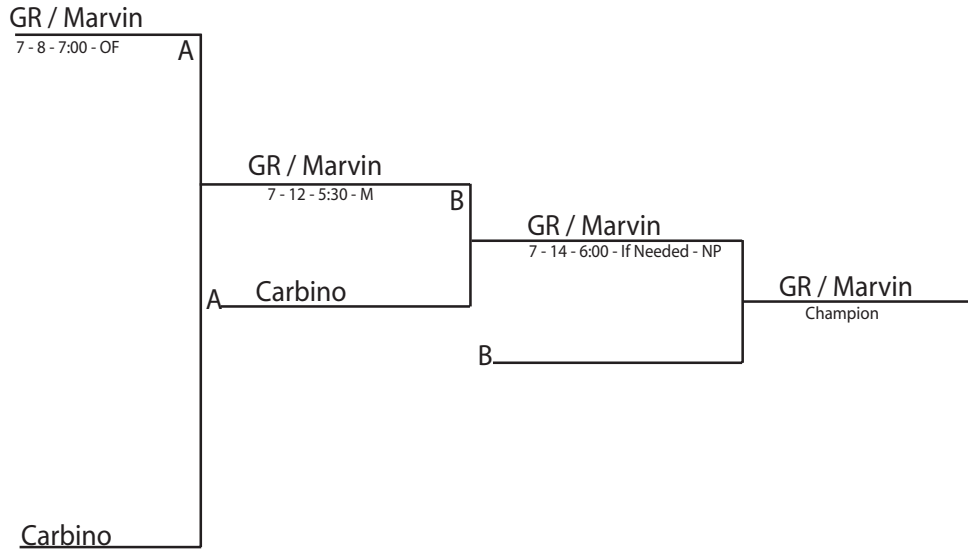 GR / Marvin
7 - 8 - 7:00 - OF
A
GR / Marvin
7 - 12 - 5:30 - M
B
GR / Marvin
7 - 14 - 6:00 - If Needed - NP
GR / Marvin
Champion
A
Carbino
B
Carbino